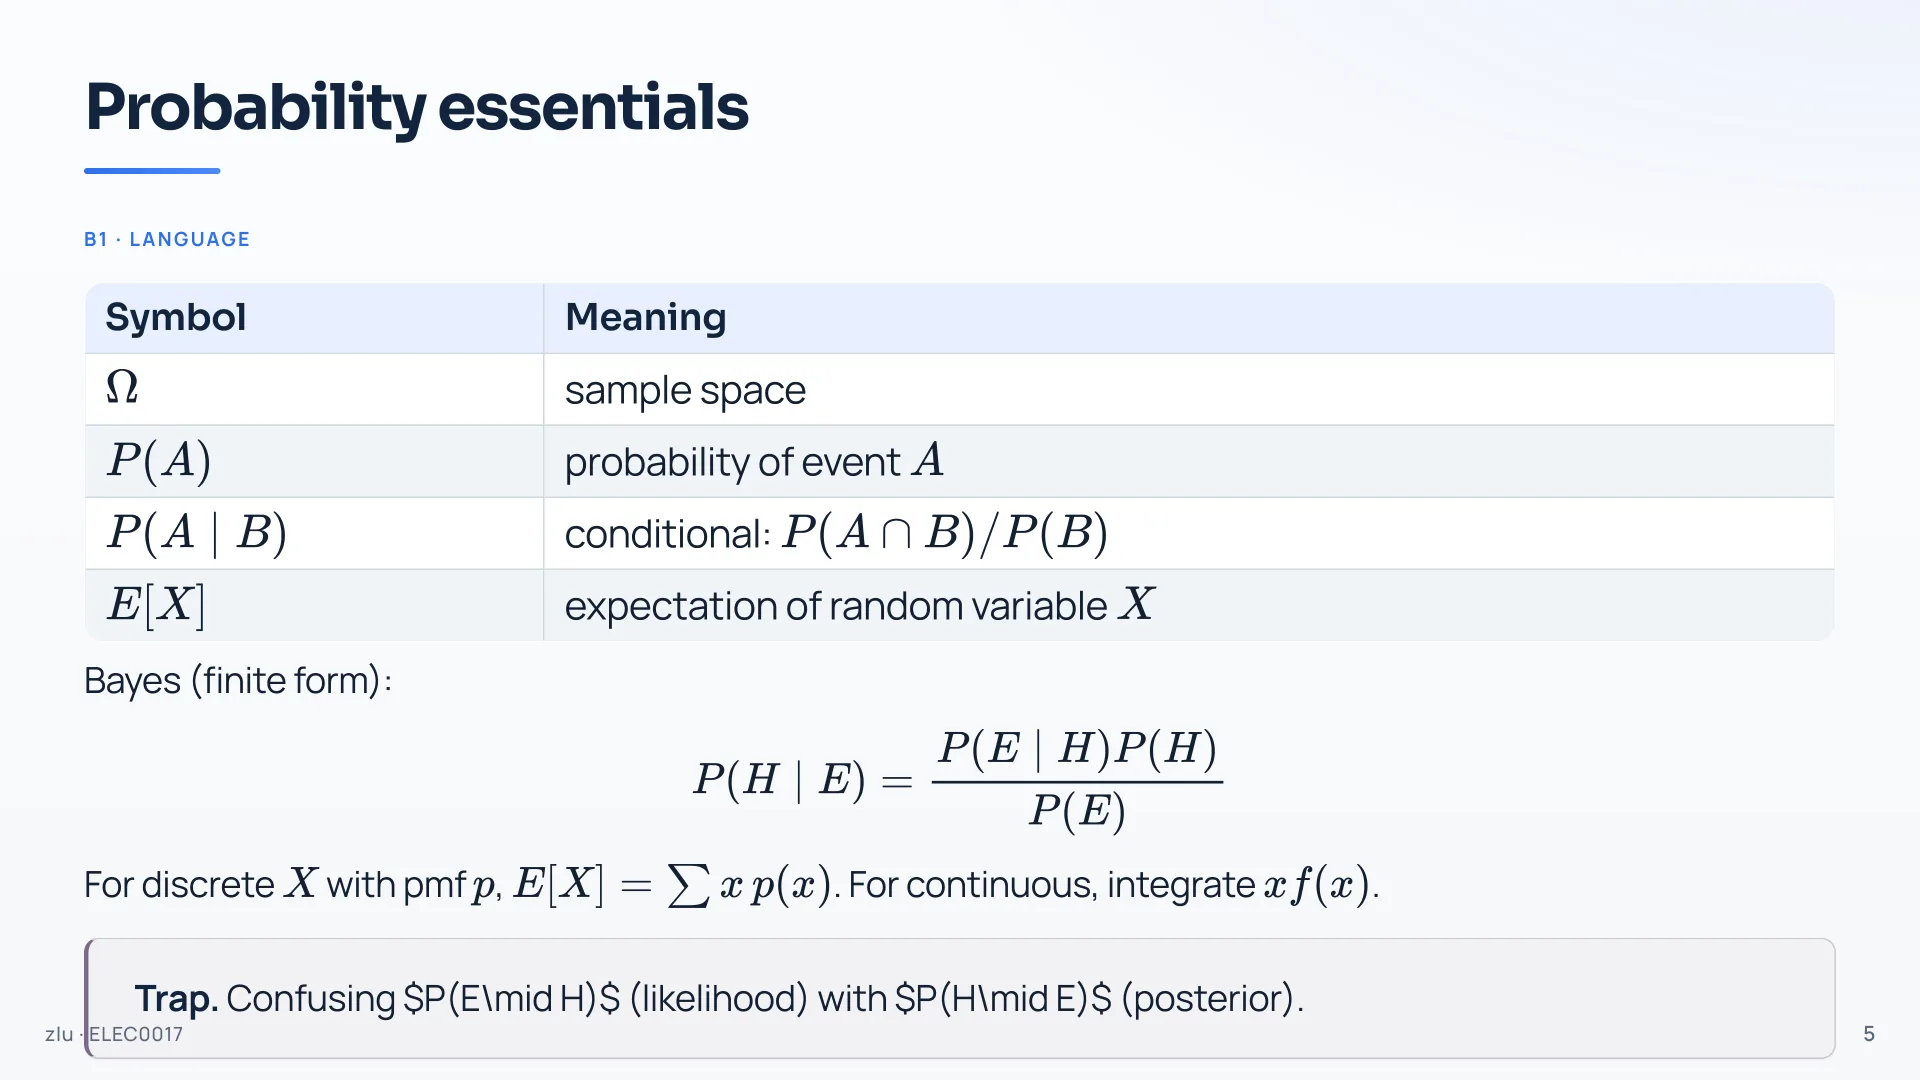 Probability essentials
B1 · LANGUAGE
Symbol Meaning
Ω sample space
P(A) probability of event A
P(A | B) conditional: P(A ∩ B)/P(B)
E[X] expectation of random variable X
Bayes (finite form):
P(H | E) = P(E | H)P(H) / P(E)
For discrete X with pmf p, E[X] = ∑ x p(x). For continuous, integrate xf(x).
Trap. Confusing $P(E\mid H)$ (likelihood) with $P(H\mid E)$ (posterior).
zlu · ELEC0017 5